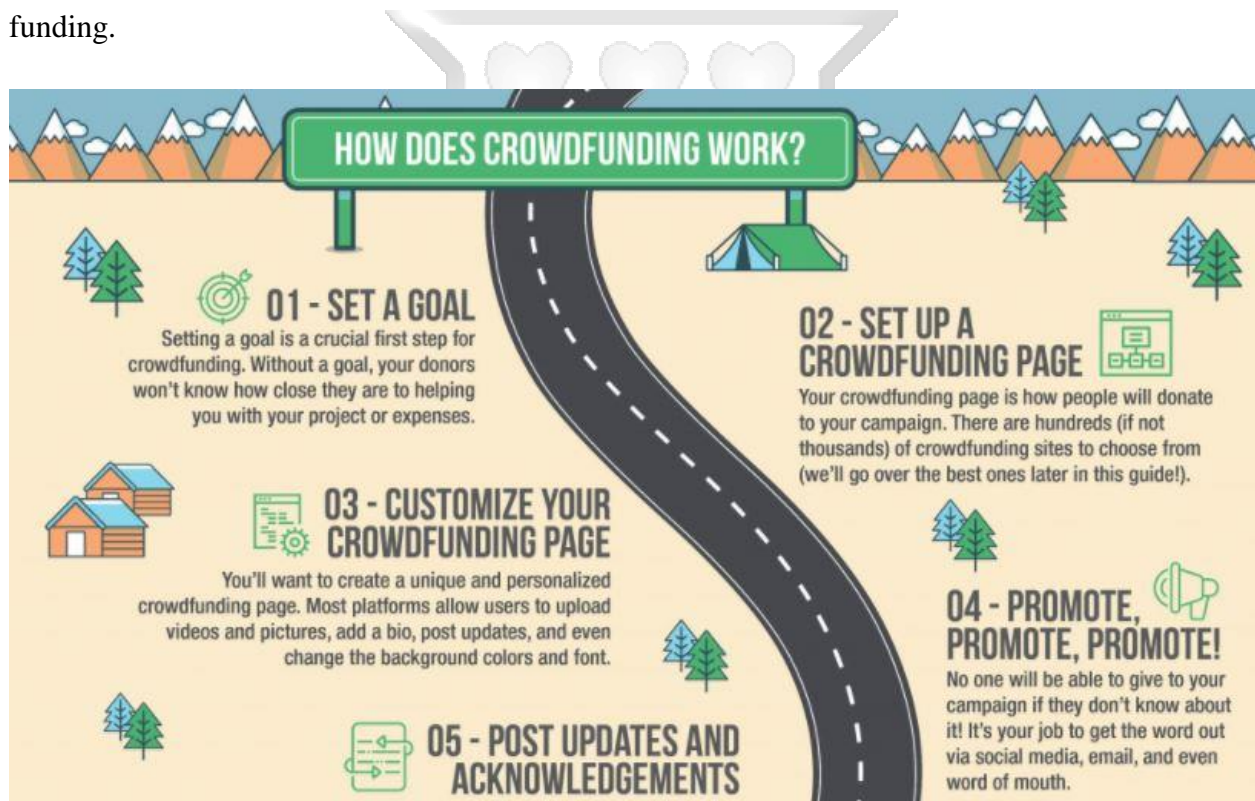 funding.
HOW DOES CROWDFUNDING WORK?
01 - SET A GOAL
Setting a goal is a crucial first step for
crowdfunding. Without a goal, your donors
won't know how close they are to helping
you with your project or expenses.
02 - SET UP A
CROWDFUNDING PAGE
Your crowdfunding page is how people will donate
to your campaign. There are hundreds (if not
thousands) of crowdfunding sites to choose from
(we'll go over the best ones later in this guide!).
03 - CUSTOMIZE YOUR
CROWDFUNDING PAGE
You'll want to create a unique and personalized
crowdfunding page. Most platforms allow users to upload
videos and pictures, add a bio, post updates, and even
change the background colors and font.
04 - PROMOTE,
PROMOTE, PROMOTE!
No one will be able to give to your
campaign if they don't know about
it! It's your job to get the word out
via social media, email, and even
word of mouth.
05 - POST UPDATES AND
ACKNOWLEDGEMENTS